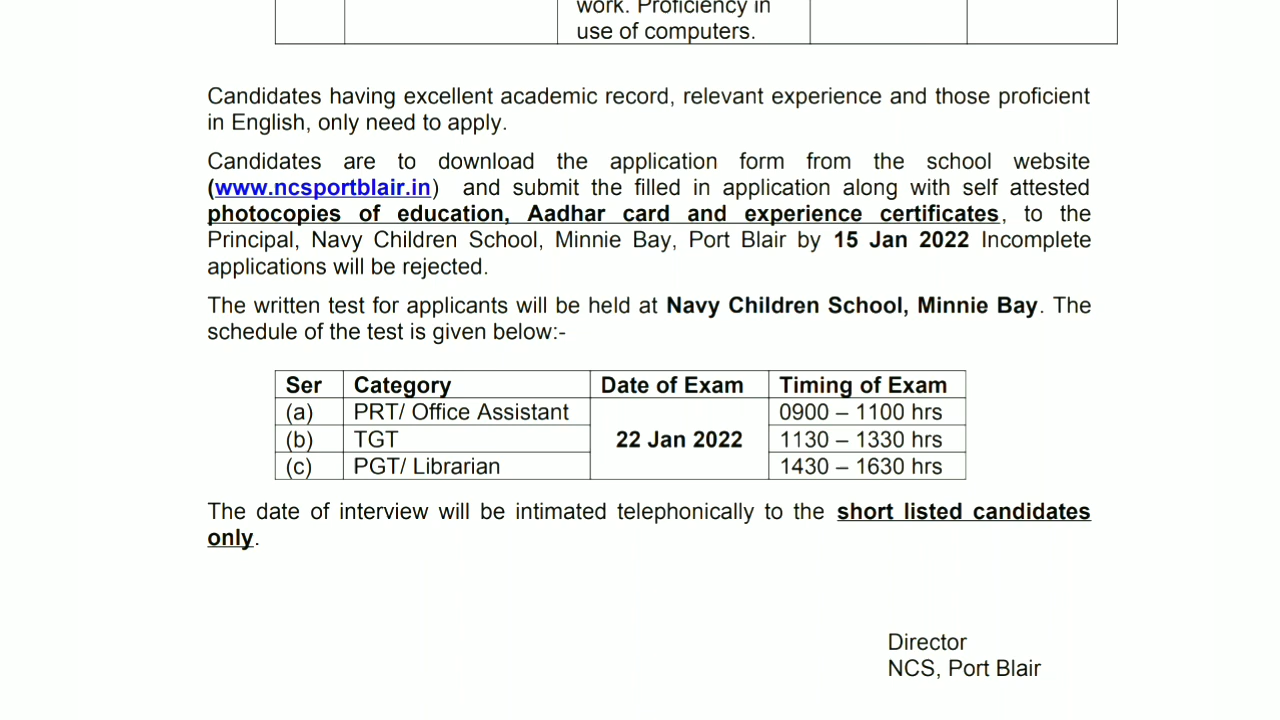 work. Proficiency in
use of computers.
Candidates having excellent academic record, relevant experience and those proficient
in English, only need to apply.
Candidates are to download the application form from the school website
(www.ncsportblair.in) and submit the filled in application along with self attested
photocopies of education, Aadhar card and experience certificates, to the
Principal, Navy Children School, Minnie Bay, Port Blair by 15 Jan 2022 Incomplete
applications will be rejected.
The written test for applicants will be held at Navy Children School, Minnie Bay. The
schedule of the test is given below:-
Ser Category Date of Exam Timing of Exam
(a) PRT/ Office Assistant 0900 – 1100 hrs
(b) TGT 22 Jan 2022 1130 – 1330 hrs
(c) PGT/ Librarian 1430 – 1630 hrs
The date of interview will be intimated telephonically to the short listed candidates
only.
Director
NCS, Port Blair